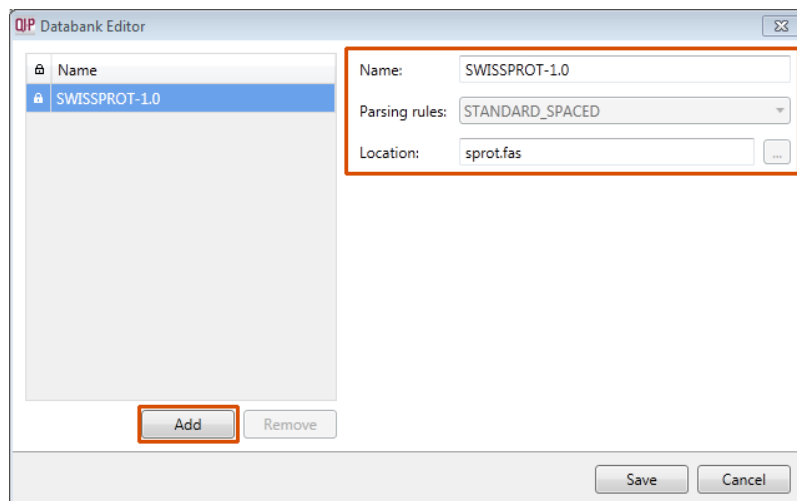 QIP Databank Editor
Name
SWISSPROT-1.0
Name: SWISSPROT-1.0
Parsing rules: STANDARD_SPACED
Location: sprot.fas ...
Add Remove
Save Cancel